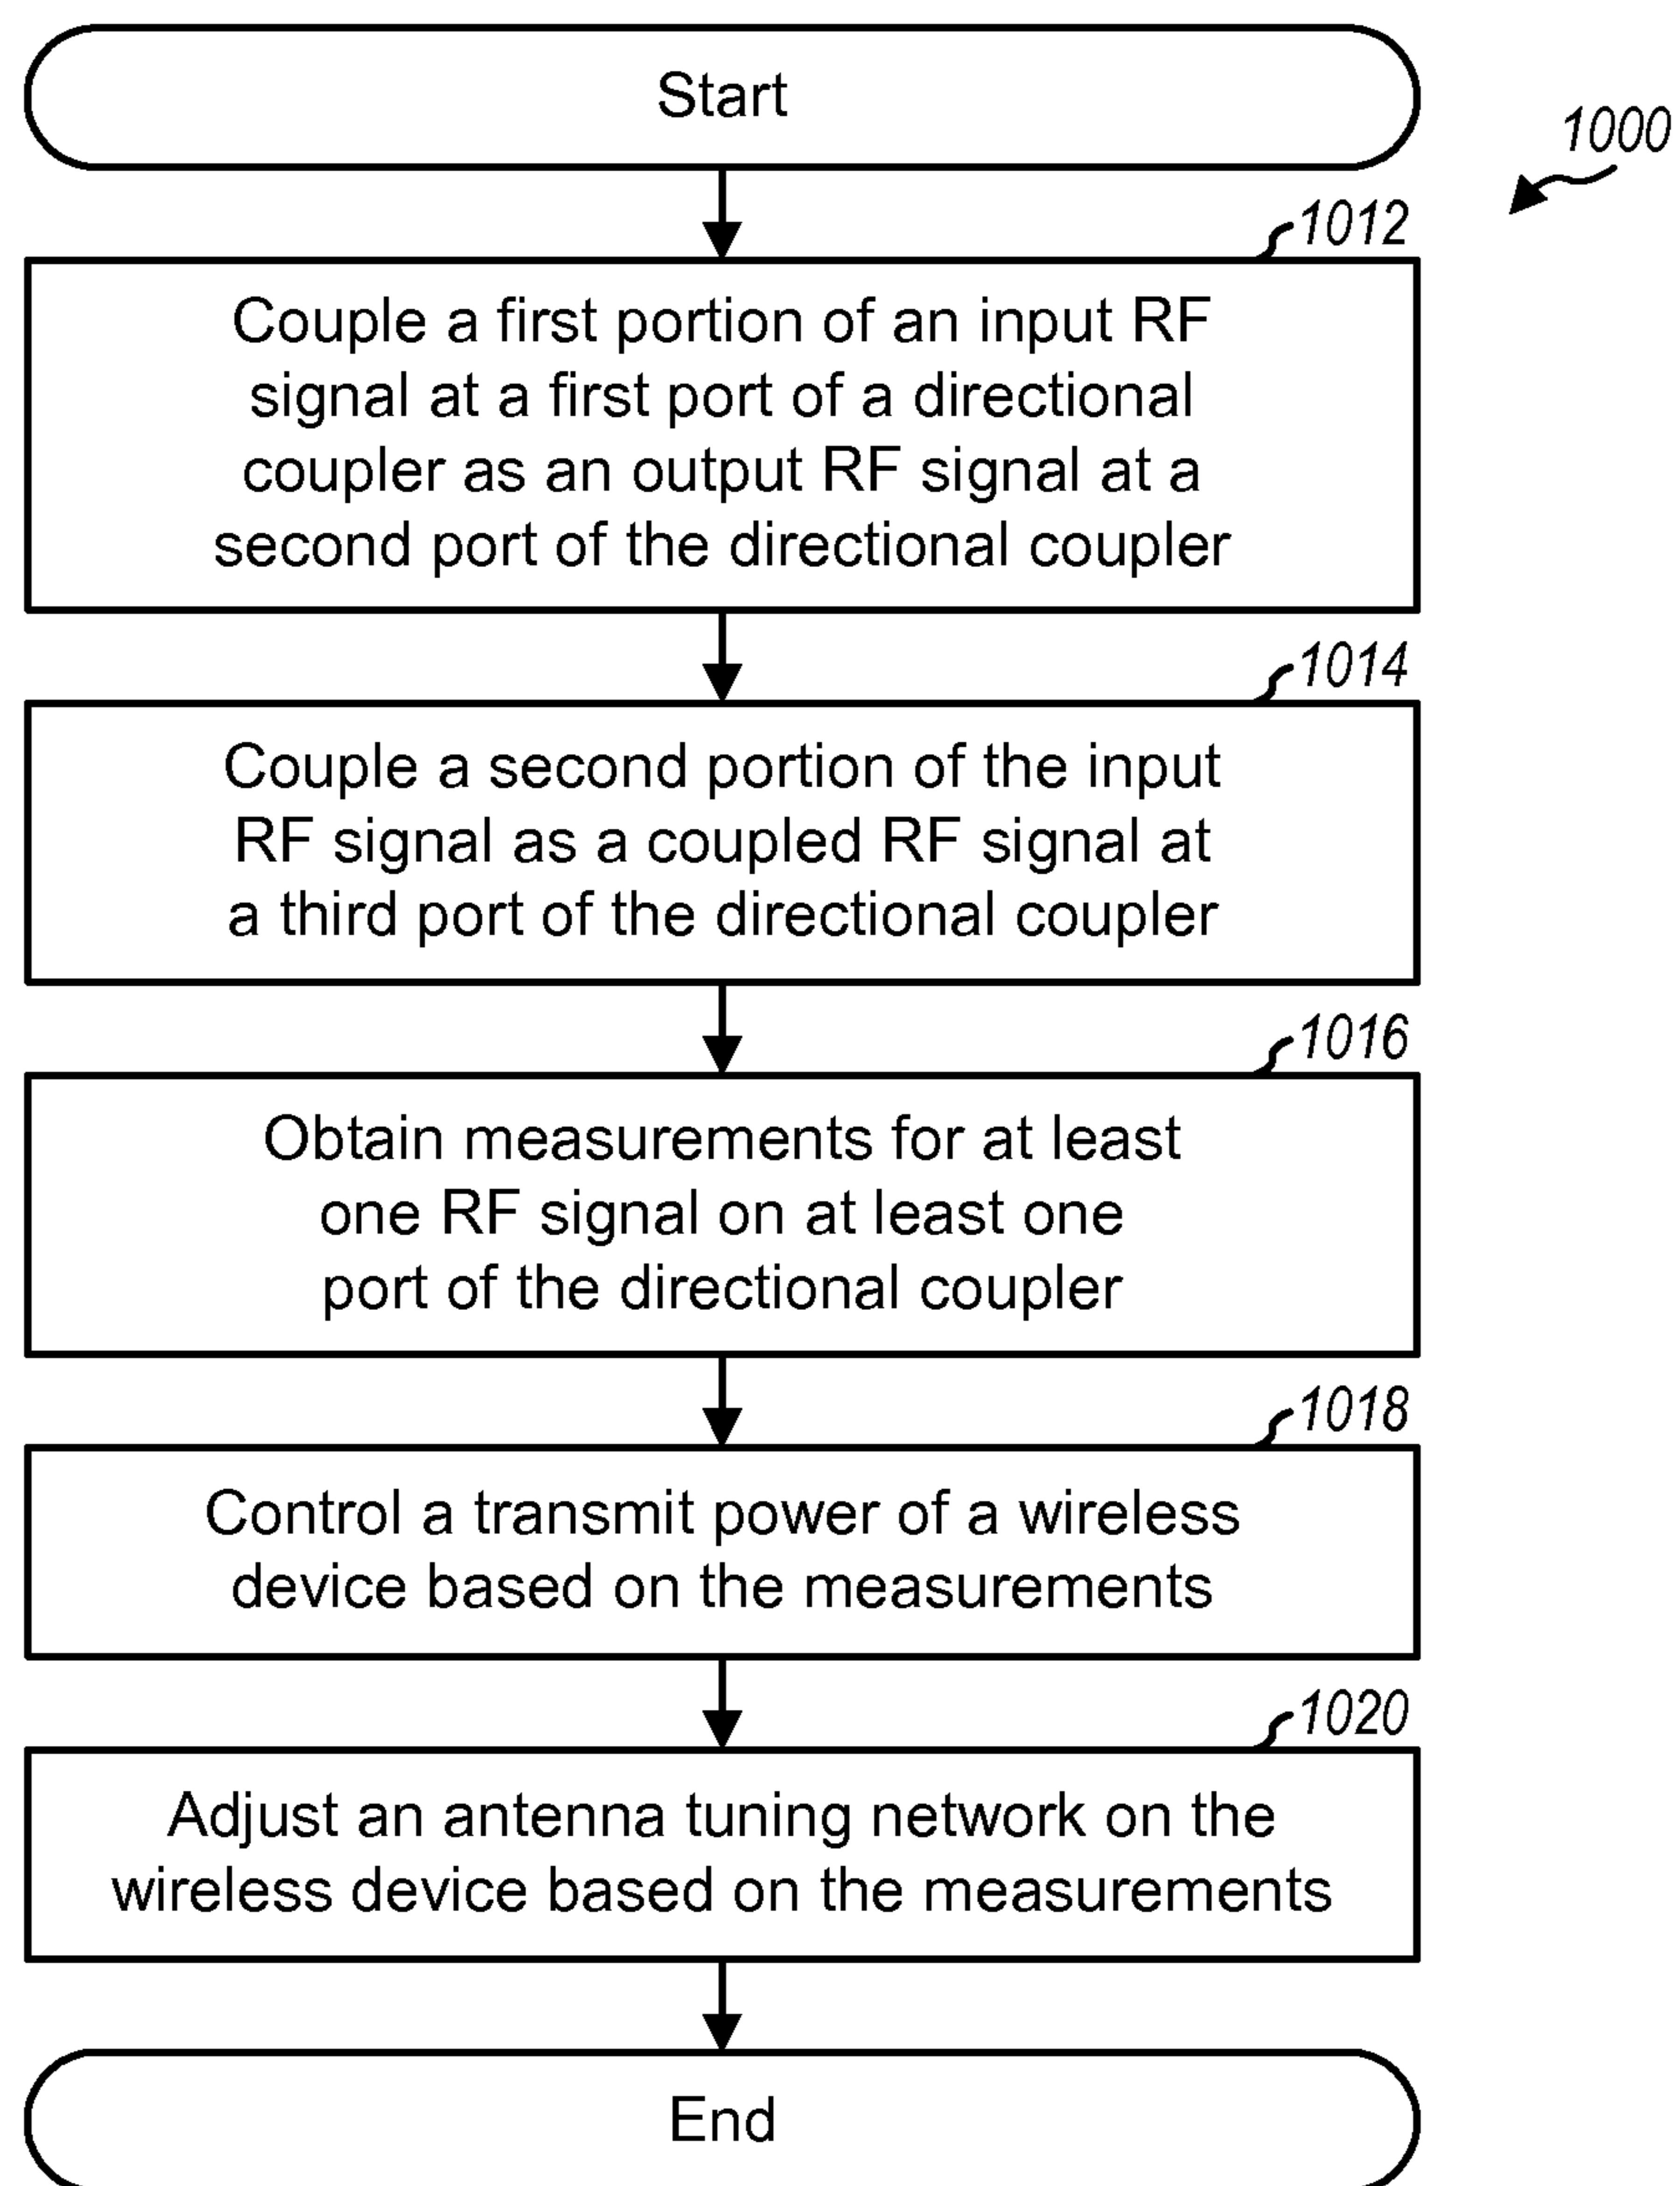 Start
1000
1012
Couple a first portion of an input RF
signal at a first port of a directional
coupler as an output RF signal at a
second port of the directional coupler
1014
Couple a second portion of the input
RF signal as a coupled RF signal at
a third port of the directional coupler
1016
Obtain measurements for at least
one RF signal on at least one
port of the directional coupler
1018
Control a transmit power of a wireless
device based on the measurements
1020
Adjust an antenna tuning network on the
wireless device based on the measurements
End